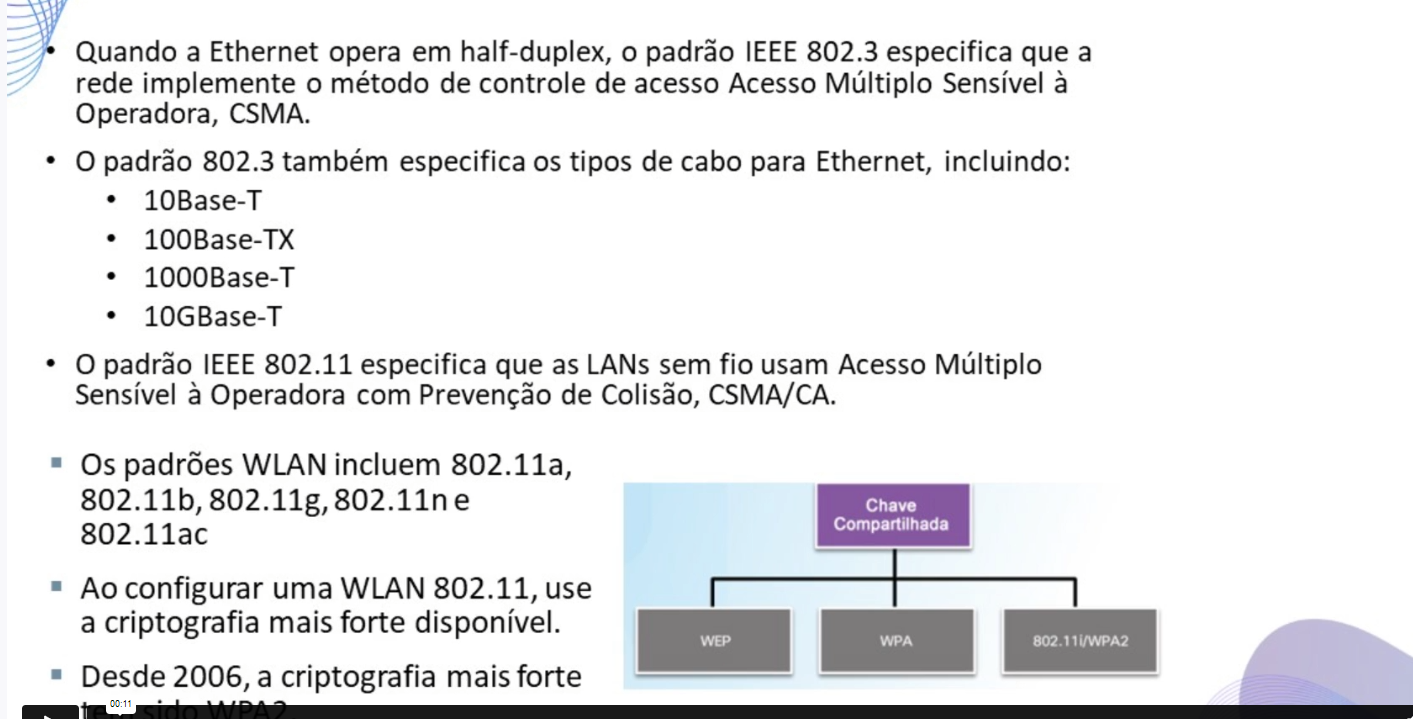 • Quando a Ethernet opera em half-duplex, o padrão IEEE 802.3 especifica que a
rede implemente o método de controle de acesso Acesso Múltiplo Sensível à
Operadora, CSMA.
• O padrão 802.3 também especifica os tipos de cabo para Ethernet, incluindo:
• 10Base-T
• 100Base-TX
• 1000Base-T
• 10GBase-T
• O padrão IEEE 802.11 especifica que as LANs sem fio usam Acesso Múltiplo
Sensível à Operadora com Prevenção de Colisão, CSMA/CA.
▪ Os padrões WLAN incluem 802.11a,
802.11b, 802.11g, 802.11n e
802.11ac
▪ Ao configurar uma WLAN 802.11, use
a criptografia mais forte disponível.
▪ Desde 2006, a criptografia mais forte
tem sido WPA2.
Chave
Compartilhada
WEP
WPA
802.11i/WPA2
00:11